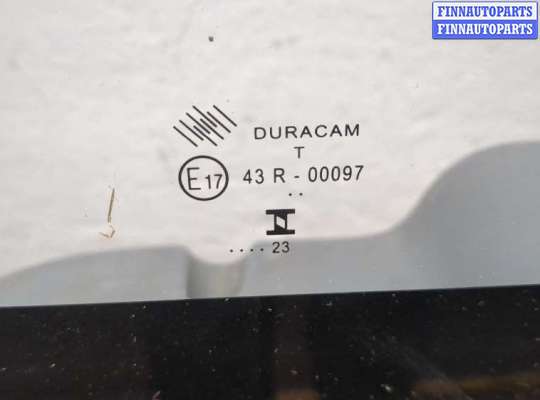 FINNAUTOPARTS
FINNAUTOPARTS
DURACAM
T
E17 43 R - 00097
..
.... 23